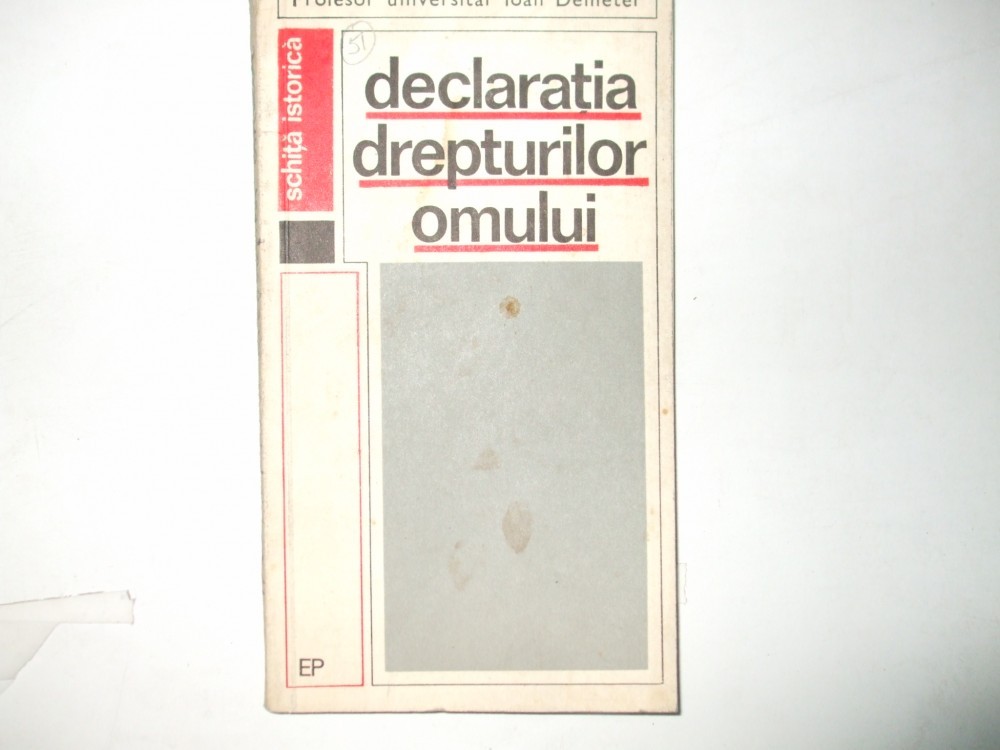 Profesor universitar Ioan Demeter
51
schiță istorică
declarația
drepturilor
omului
EP